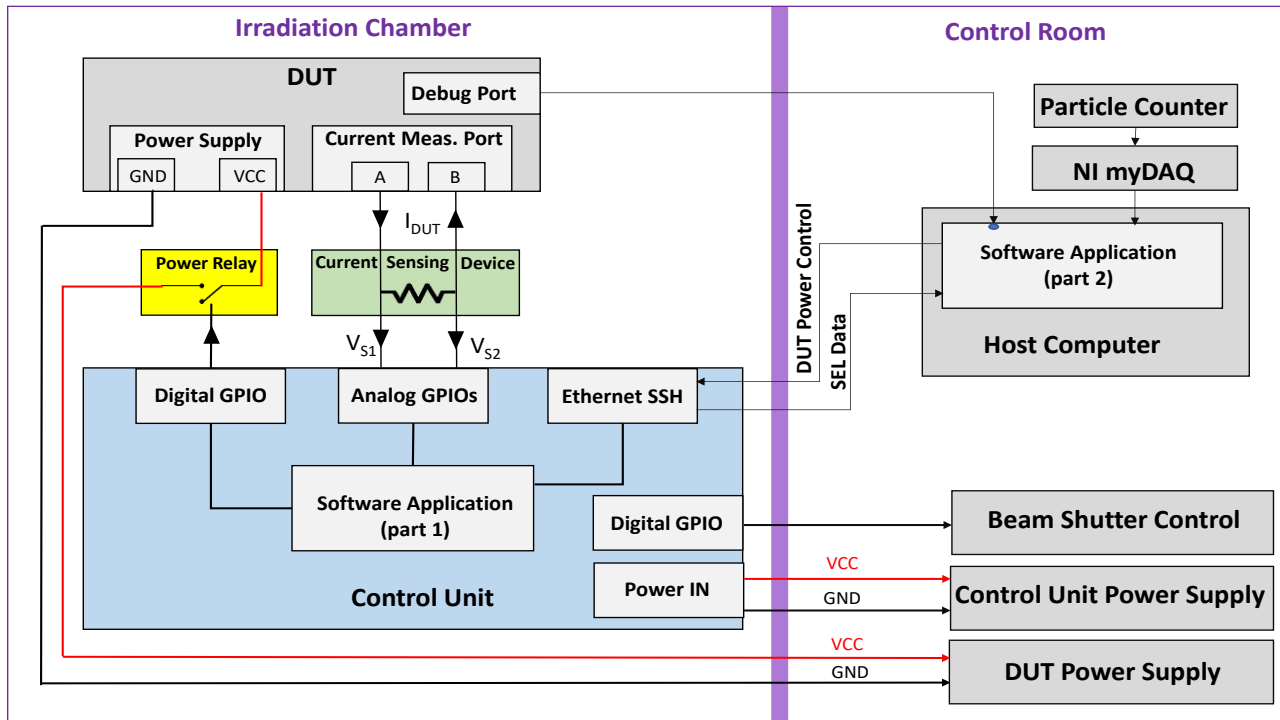 Irradiation Chamber
Control Room
DUT
Debug Port
Power Supply
GND
VCC
Current Meas. Port
A
B
I_DUT
Power Relay
Current Sensing Device
V_S1
V_S2
Particle Counter
NI myDAQ
Software Application
(part 2)
Host Computer
DUT Power Control
SEL Data
Digital GPIO
Analog GPIOs
Ethernet SSH
Software Application
(part 1)
Digital GPIO
Power IN
Control Unit
Beam Shutter Control
VCC
GND
Control Unit Power Supply
VCC
GND
DUT Power Supply